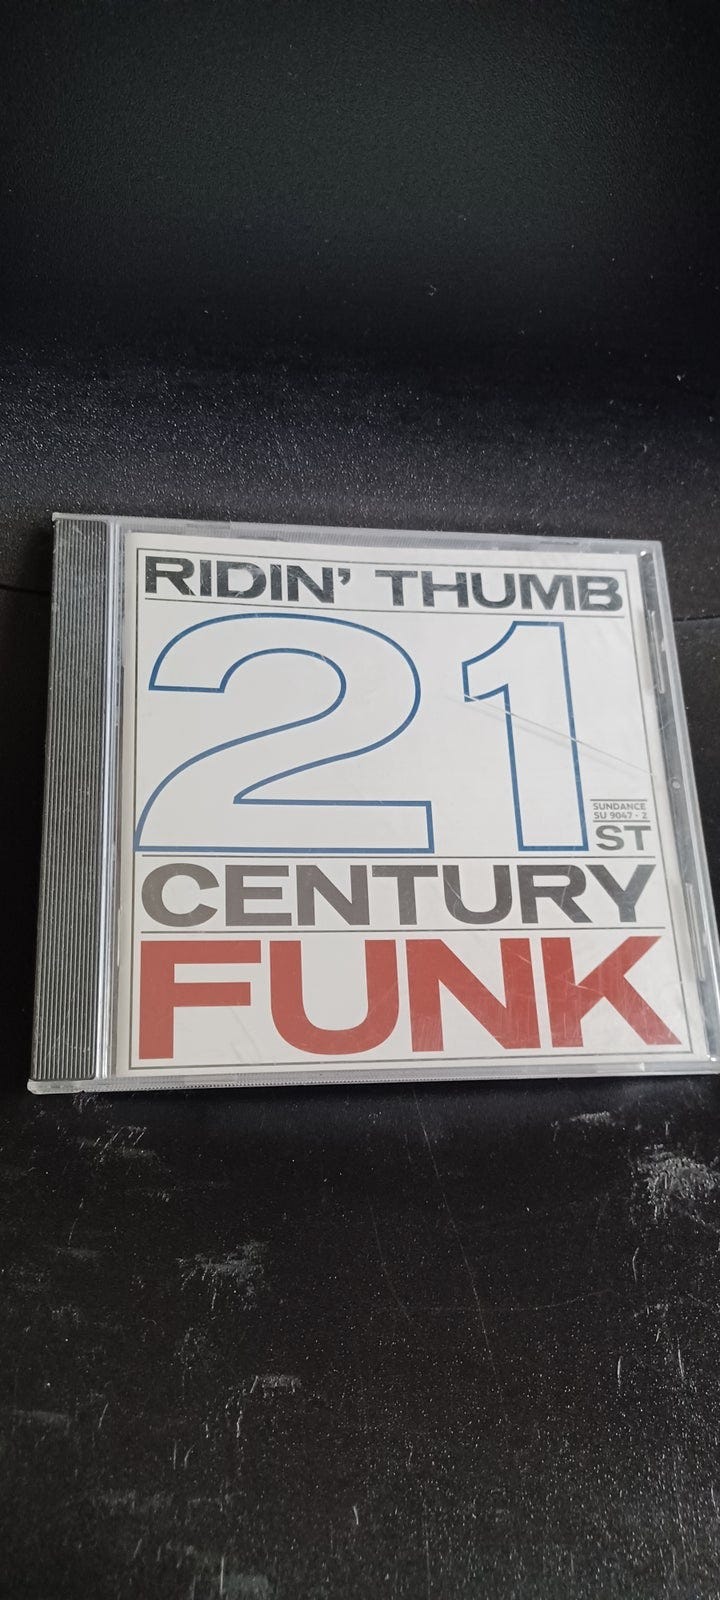 RIDIN' THUMB
21
SUNDANCE
SU 9047 - 2
ST
CENTURY
FUNK